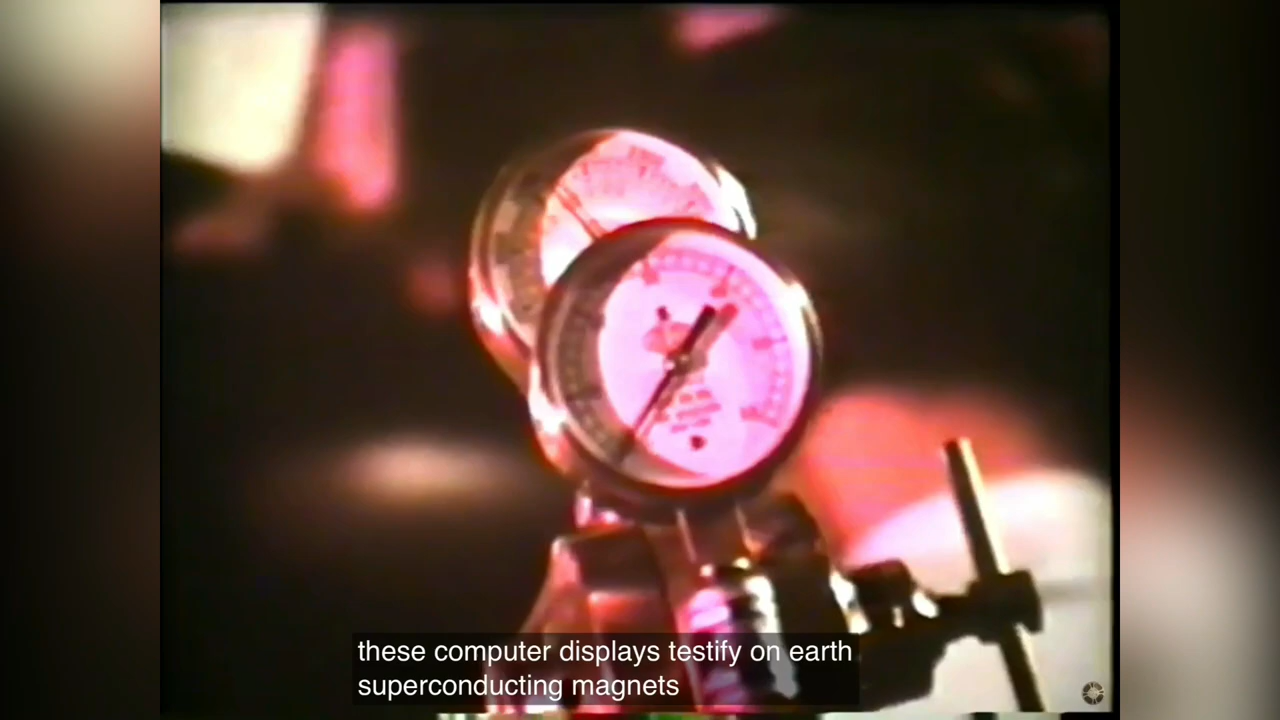 these computer displays testify on earth
superconducting magnets